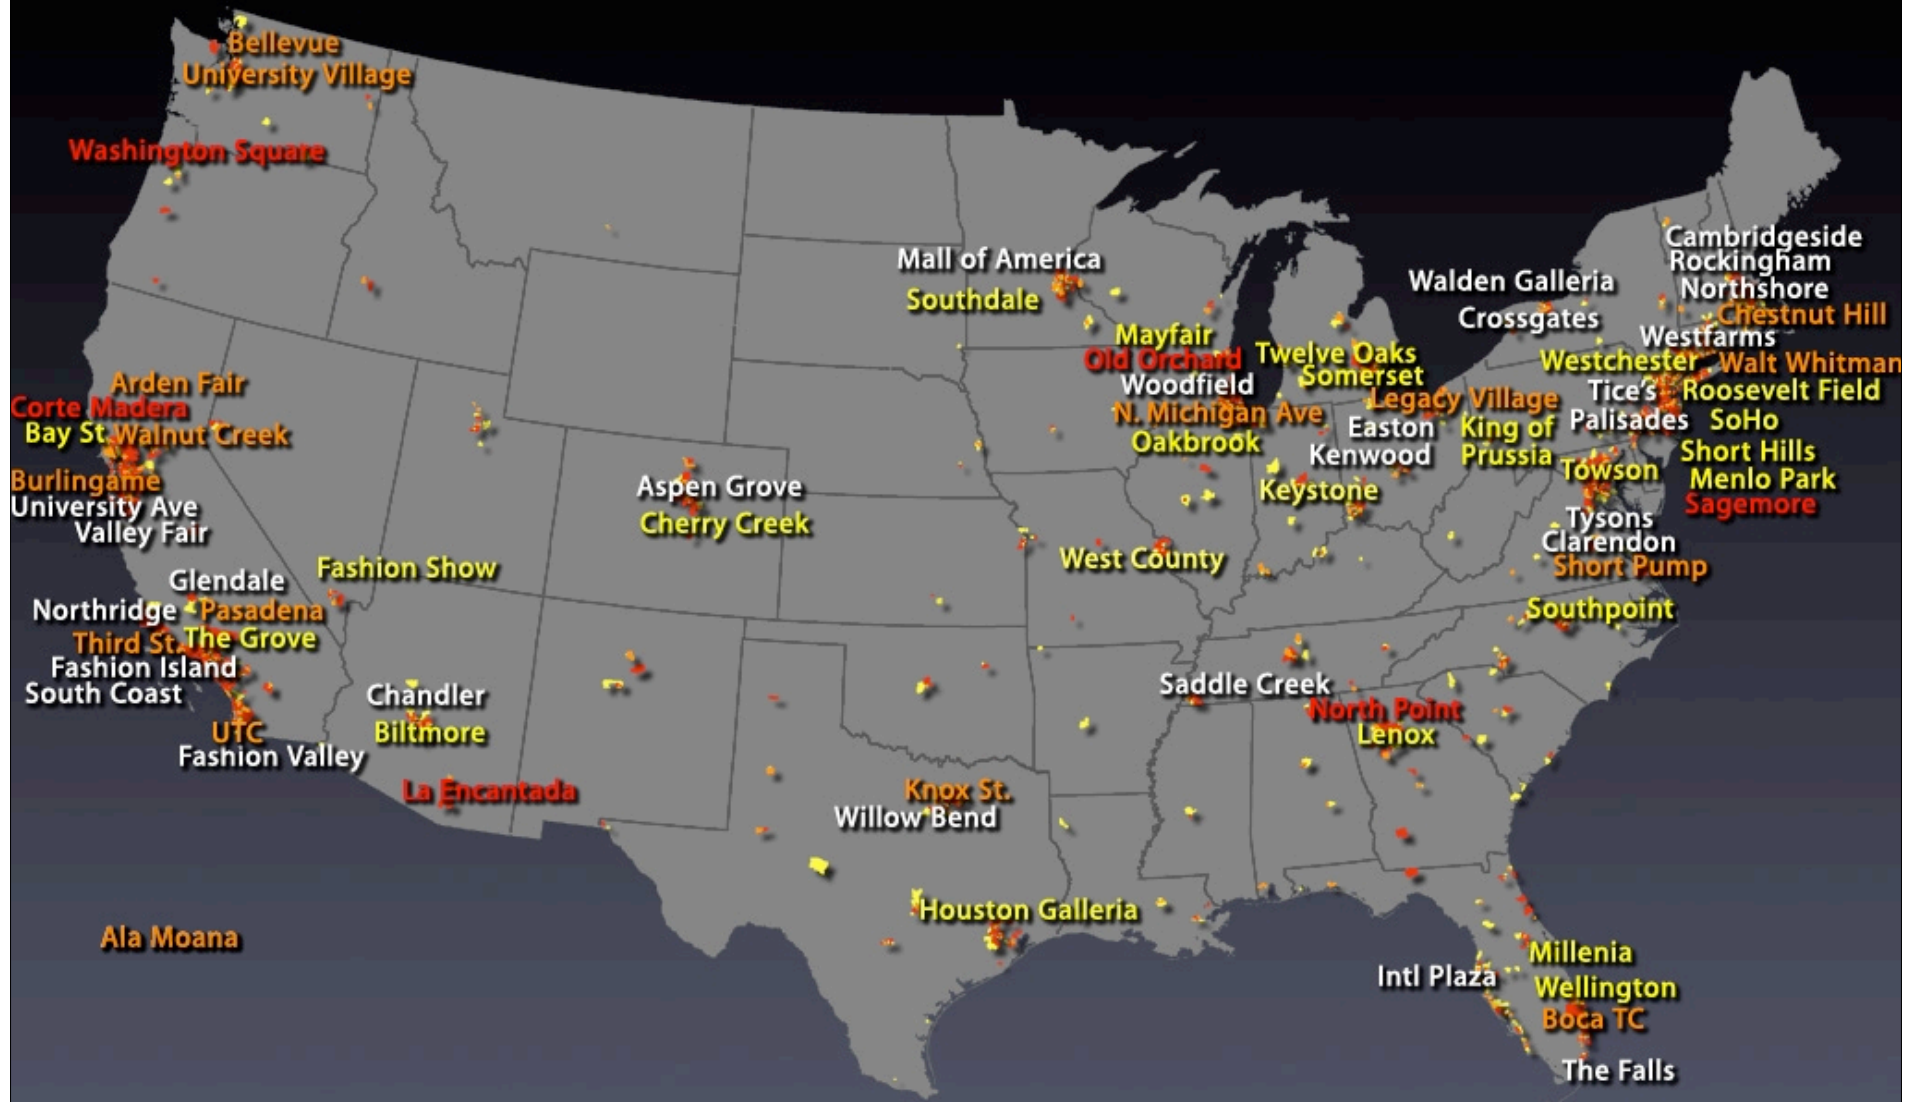 Bellevue
University Village
Washington Square
Arden Fair
Corte Madera
Bay St.
Walnut Creek
Burlingame
University Ave
Valley Fair
Glendale
Fashion Show
Northridge
Pasadena
Third St.
The Grove
Fashion Island
South Coast
UTC
Fashion Valley
Chandler
Biltmore
La Encantada
Ala Moana
Aspen Grove
Cherry Creek
Mall of America
Southdale
Mayfair
Old Orchard
Woodfield
N. Michigan Ave
Oakbrook
Twelve Oaks
Somerset
Legacy Village
Easton
Kenwood
Keystone
West County
Saddle Creek
North Point
Lenox
Knox St.
Willow Bend
Houston Galleria
Walden Galleria
Crossgates
Cambridgeside
Rockingham
Northshore
Chestnut Hill
Westfarms
Westchester
Walt Whitman
Tice's
Roosevelt Field
Palisades
SoHo
King of
Prussia
Short Hills
Towson
Menlo Park
Sagemore
Tysons
Clarendon
Short Pump
Southpoint
Millenia
Intl Plaza
Wellington
Boca TC
The Falls